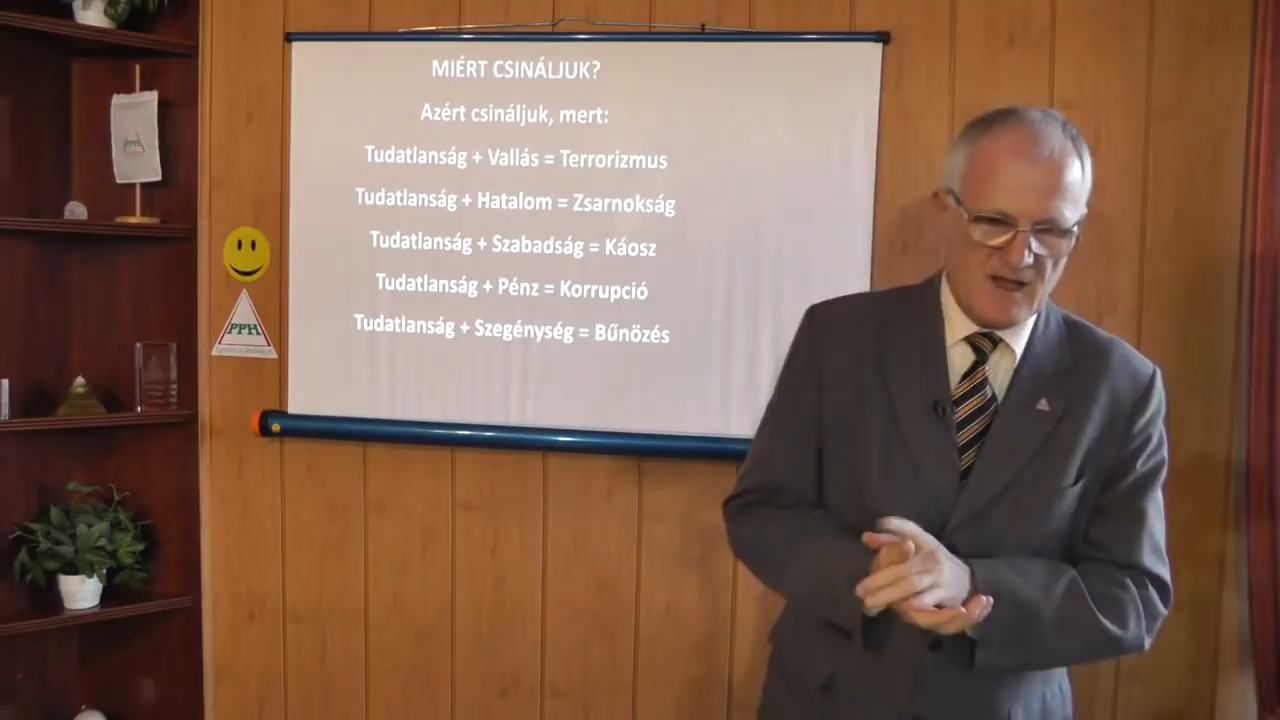 MIÉRT CSINÁLJUK?
Azért csináljuk, mert:
Tudatlanság + Vallás = Terrorizmus
Tudatlanság + Hatalom = Zsarnokság
Tudatlanság + Szabadság = Káosz
Tudatlanság + Pénz = Korrupció
Tudatlanság + Szegénység = Bűnözés
PPH